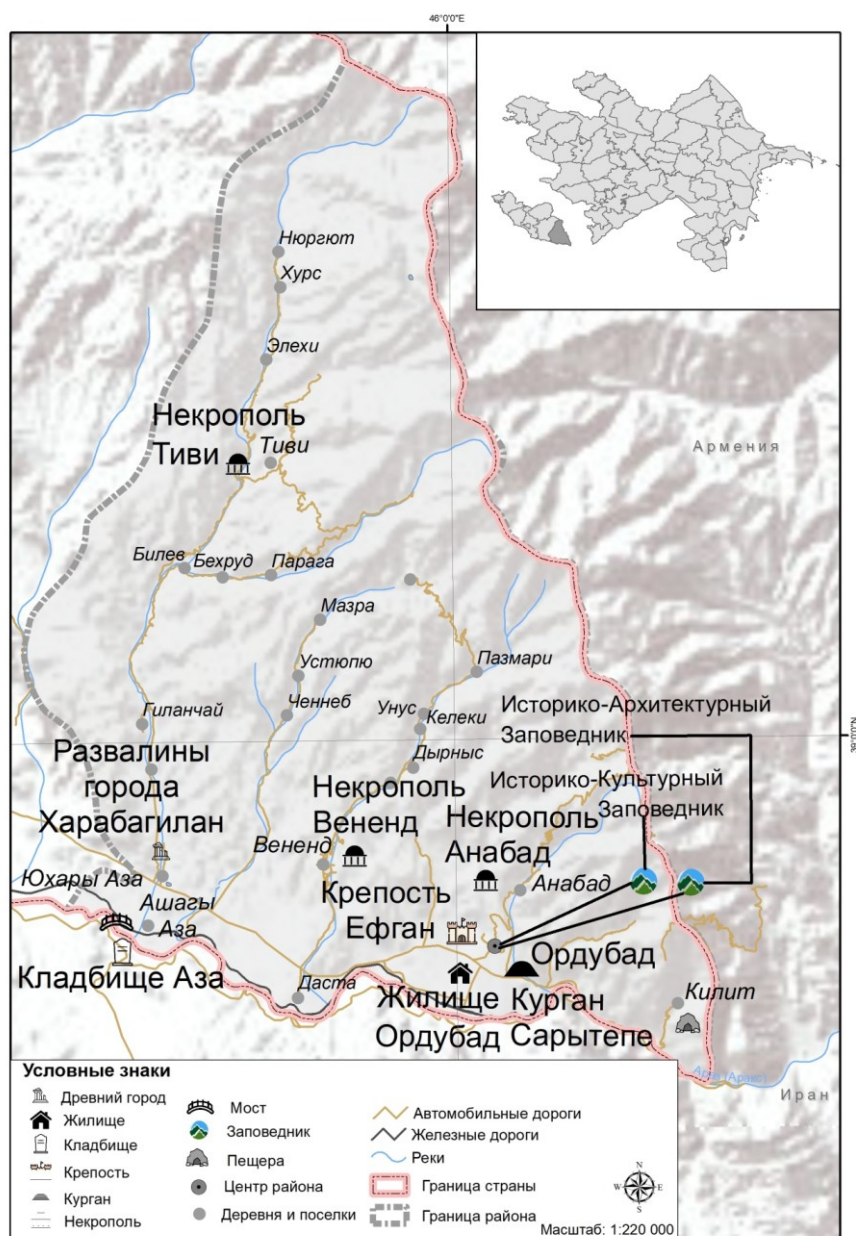 46°0'0"E
Нюргют
Хурс
Элехи
Некрополь
Тиви
Тиви
Армения
Билев
Бехруд
Парага
Мазра
Устюпю
Пазмари
Ченнеб
Унус
Келеки
Гиланчай
Дырныс
Историко-Архитектурный
Заповедник
39°0'0"N
Историко-Культурный
Заповедник
Развалины
города
Харабагилан
Некрополь
Вененд
Некрополь
Анабад
Вененд
Юхары Аза
Анабад
Ашагы
Аза
Крепость
Ефган
Ордубад
Кладбище Аза
Даста
Жилище
Ордубад
Курган
Сарытепе
Килит
(Аракс)
Иран
Условные знаки
Древний город
Жилище
Кладбище
Крепость
Курган
Некрополь
Мост
Заповедник
Пещера
Центр района
Деревня и поселки
Автомобильные дороги
Железные дороги
Реки
Граница страны
Граница района
N
W
E
S
Масштаб: 1:220 000